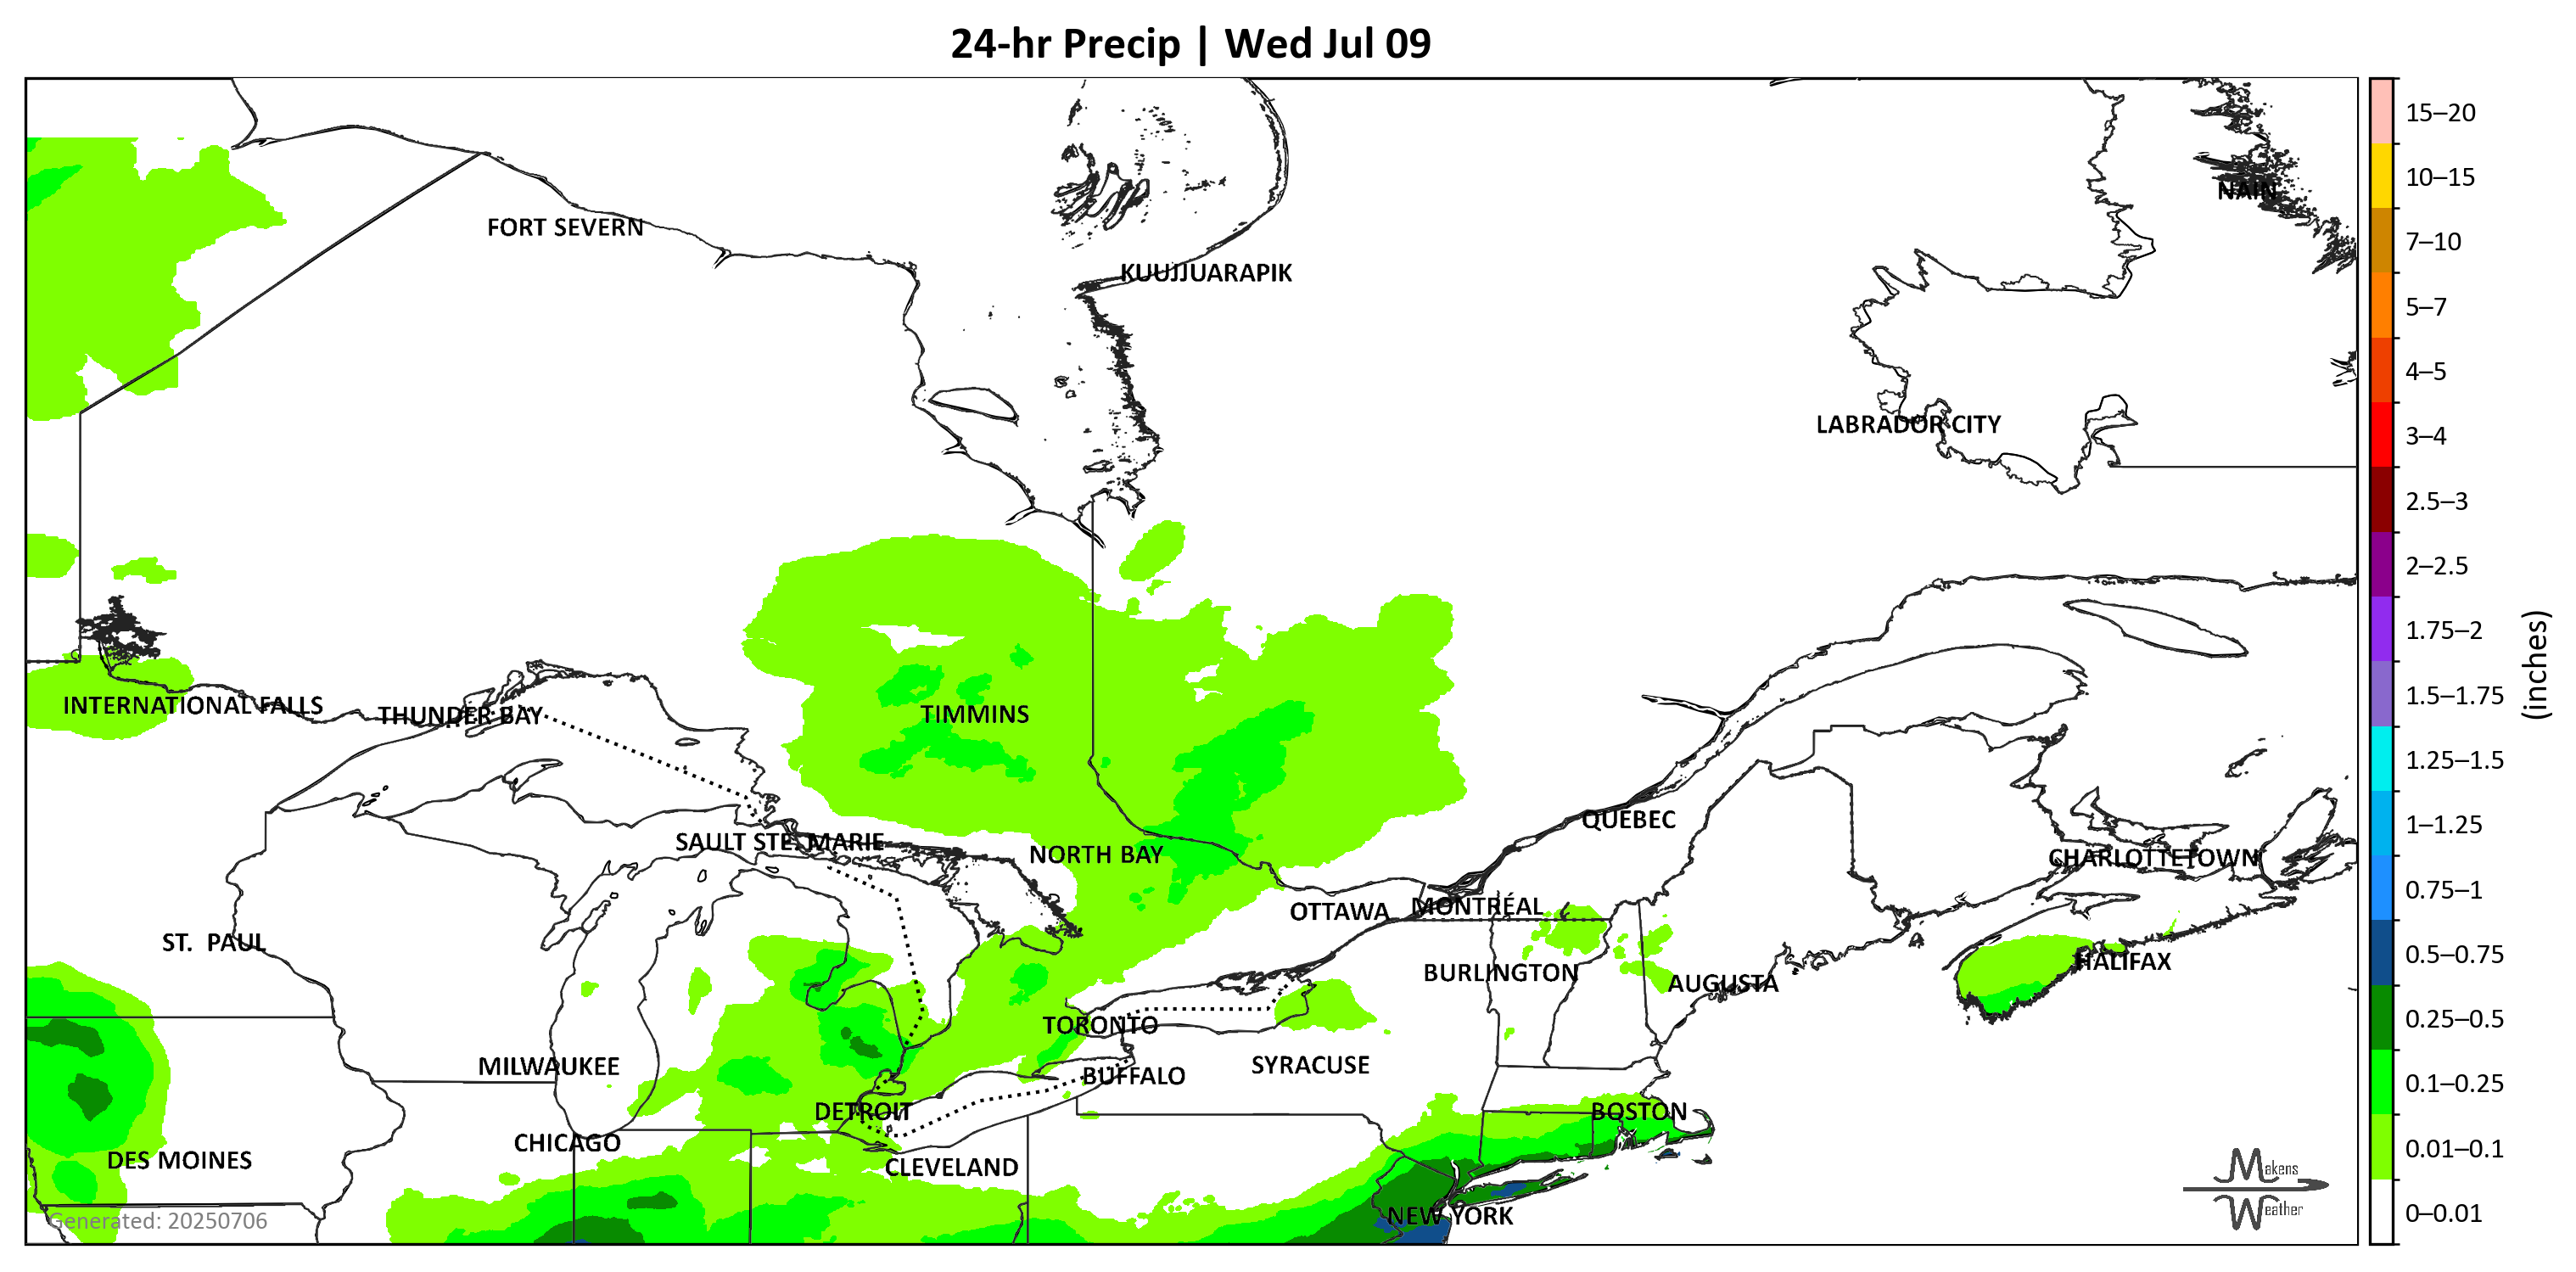 24-hr Precip | Wed Jul 09
15–20
10–15
7–10
5–7
4–5
3–4
2.5–3
2–2.5
1.75–2
1.5–1.75
1.25–1.5
1–1.25
0.75–1
0.5–0.75
0.25–0.5
0.1–0.25
0.01–0.1
0–0.01
(inches)
NAIN
FORT SEVERN
KUUJJUARAPIK
LABRADOR CITY
INTERNATIONAL FALLS
THUNDER BAY
TIMMINS
QUÉBEC
SAULT STE. MARIE
NORTH BAY
CHARLOTTETOWN
OTTAWA
MONTRÉAL
ST. PAUL
HALIFAX
BURLINGTON
AUGUSTA
TORONTO
MILWAUKEE
SYRACUSE
BUFFALO
DETROIT
BOSTON
CHICAGO
DES MOINES
CLEVELAND
NEW YORK
Generated: 20250706
Makens
Weather